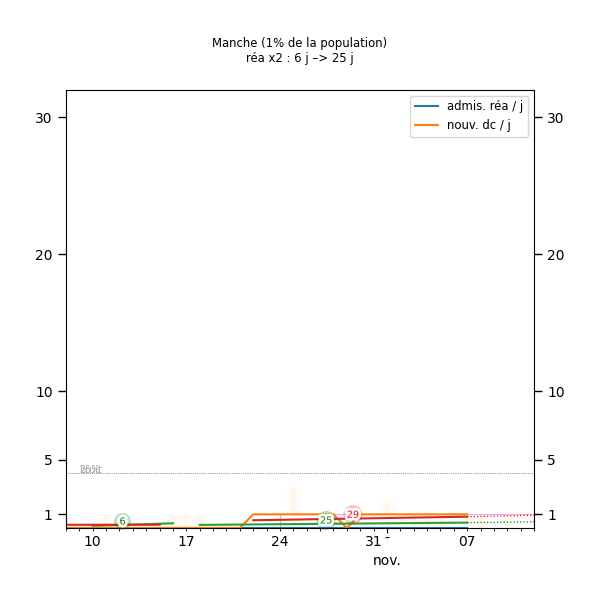 Manche (1% de la population)
réa x2 : 6 j –> 25 j
admis. réa / j
nouv. dc / j
30 30
20 20
10 10
5 5
1 1
6 25 29
10 17 24 31 07
nov.